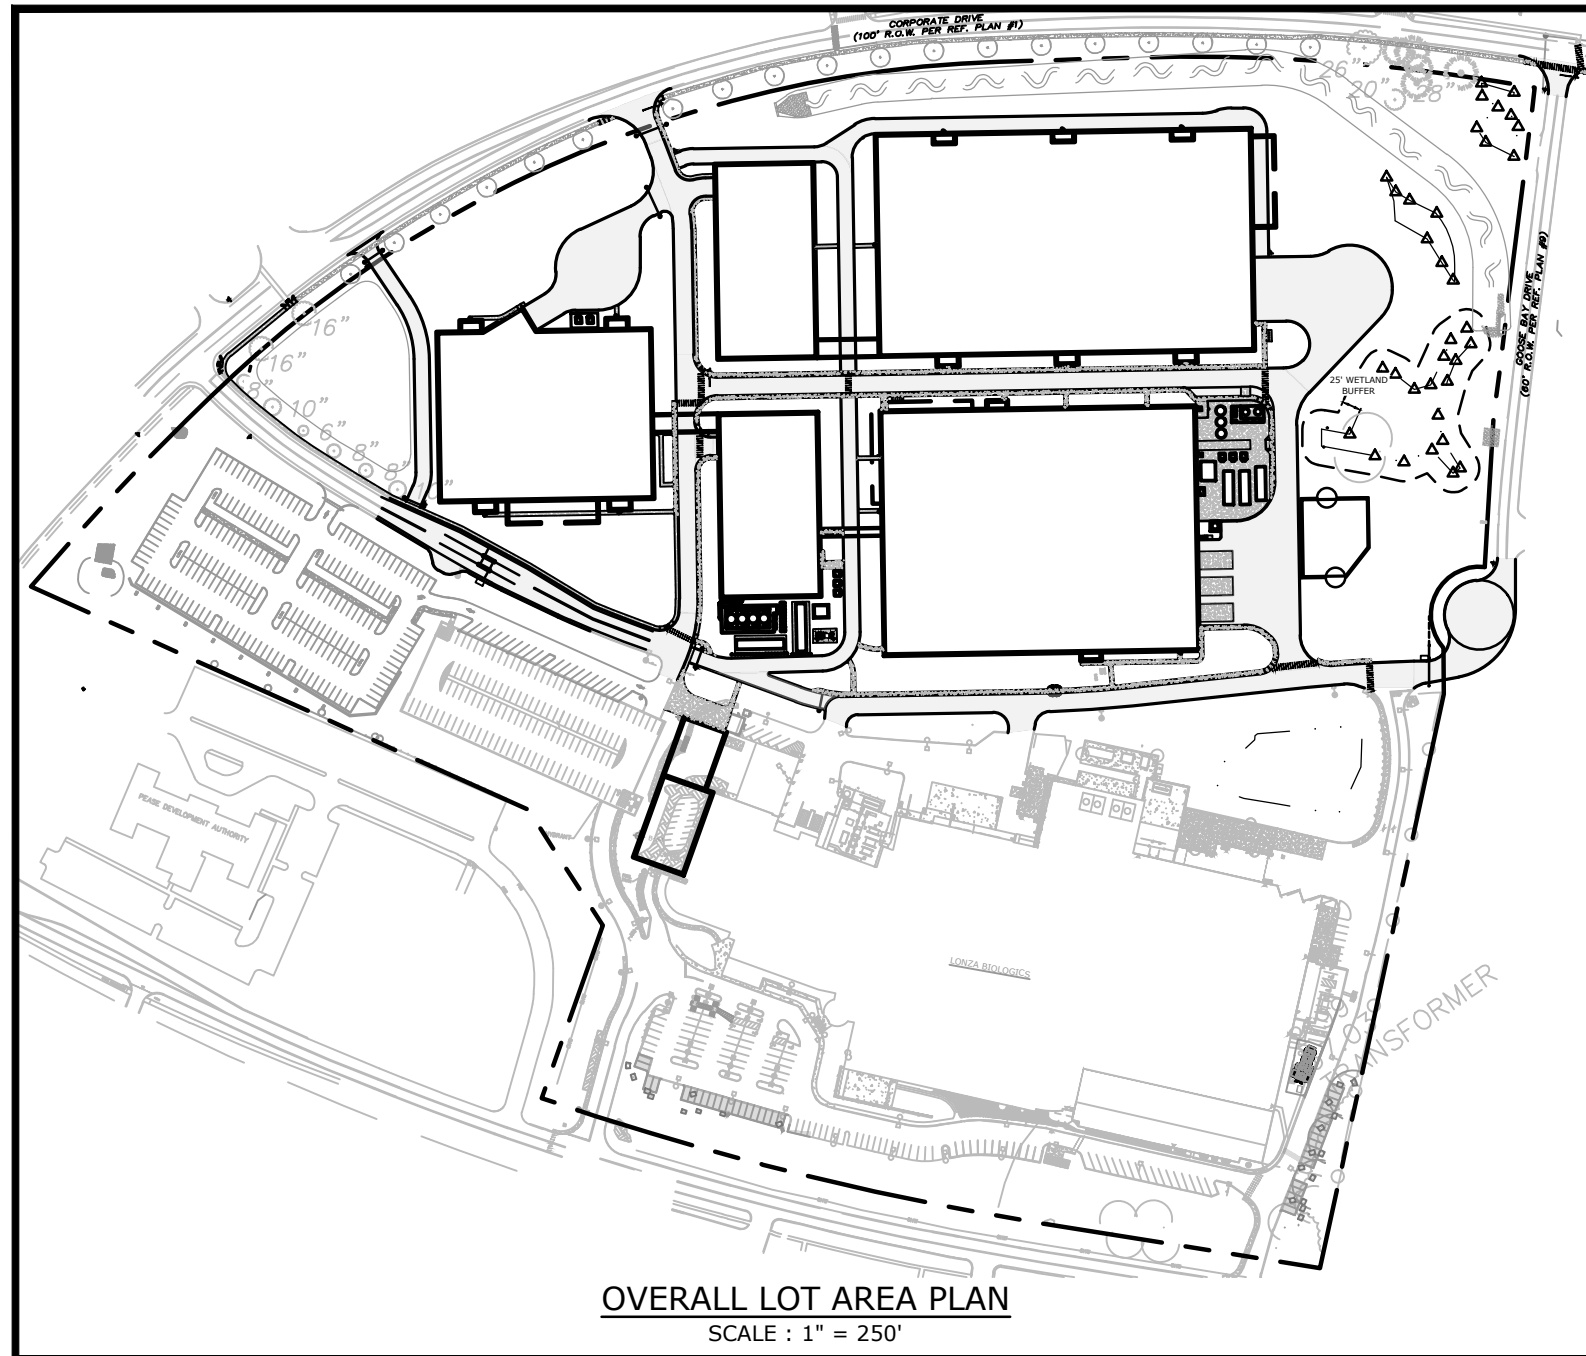 CORPORATE DRIVE
(100' R.O.W. PER REF. PLAN #1)
26"
20"
28"
16"
16"
8"
10"
6"
8"
8"
10"
25' WETLAND
BUFFER
GOOSE BAY DRIVE
(60' R.O.W. PER REF. PLAN #9)
PEASE DEVELOPMENT AUTHORITY
LONZA BIOLOGICS
TRANSFORMER
OVERALL LOT AREA PLAN
SCALE : 1" = 250'